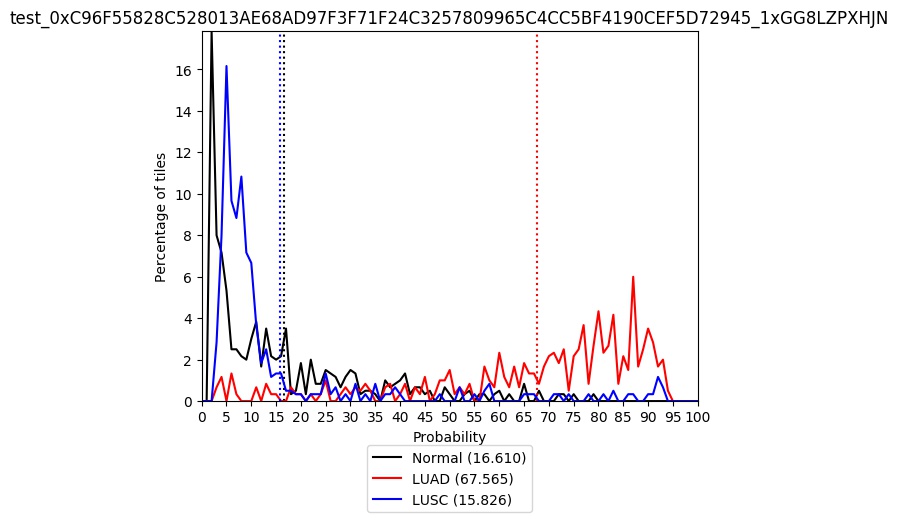 test_0xC96F55828C528013AE68AD97F3F71F24C3257809965C4CC5BF4190CEF5D72945_1xGG8LZPXHJN
16
14
12
10
8
6
4
2
0
Percentage of tiles
0 5 10 15 20 25 30 35 40 45 50 55 60 65 70 75 80 85 90 95 100
Probability
Normal (16.610)
LUAD (67.565)
LUSC (15.826)